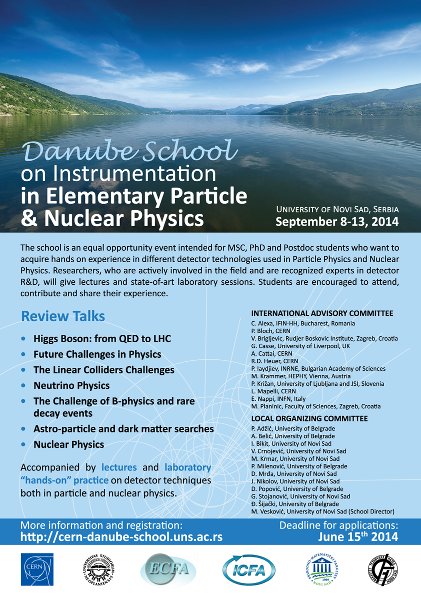 Danube School
on Instrumentation
in Elementary Particle
& Nuclear Physics
University of Novi Sad, Serbia
September 8-13, 2014
The school is an equal opportunity event intended for MSC, PhD and Postdoc students who want to
acquire hands on experience in different detector technologies used in Particle Physics and Nuclear
Physics. Researchers, who are actively involved in the field and are recognized experts in detector
R&D, will give lectures and state-of-art laboratory sessions. Students are encouraged to attend,
contribute and share their experience.
Review Talks
• Higgs Boson: from QED to LHC
• Future Challenges in Physics
• The Linear Colliders Challenges
• Neutrino Physics
• The Challenge of B-physics and rare
decay events
• Astro-particle and dark matter searches
• Nuclear Physics
Accompanied by lectures and laboratory
"hands-on" practice on detector techniques
both in particle and nuclear physics.
INTERNATIONAL ADVISORY COMMITTEE
C. Alexa, IFIN-HH, Bucharest, Romania
P. Bloch, CERN
V. Brigljevic, Rudjer Boskovic Institute, Zagreb, Croatia
G. Casse, University of Liverpool, UK
A. Cattai, CERN
R.D. Heuer, CERN
P. Iaydjiev, INRNE, Bulgarian Academy of Sciences
M. Krammer, HEPHY, Vienna, Austria
P. Križan, University of Ljubljana and JSI, Slovenia
L. Mapelli, CERN
E. Nappi, INFN, Italy
M. Planinic, Faculty of Sciences, Zagreb, Croatia
LOCAL ORGANIZING COMMITTEE
P. Adžić, University of Belgrade
A. Belić, University of Belgrade
I. Bikit, University of Novi Sad
V. Crnojević, University of Novi Sad
M. Krmar, University of Novi Sad
P. Milenović, University of Belgrade
D. Mrđa, University of Novi Sad
J. Nikolov, University of Novi Sad
D. Popović, University of Belgrade
G. Stojanović, University of Novi Sad
Đ. Šijački, University of Belgrade
M. Vesković, University of Novi Sad (School Director)
More information and registration:
http://cern-danube-school.uns.ac.rs
Deadline for applications:
June 15th 2014
CERN
ECFA
ICFA